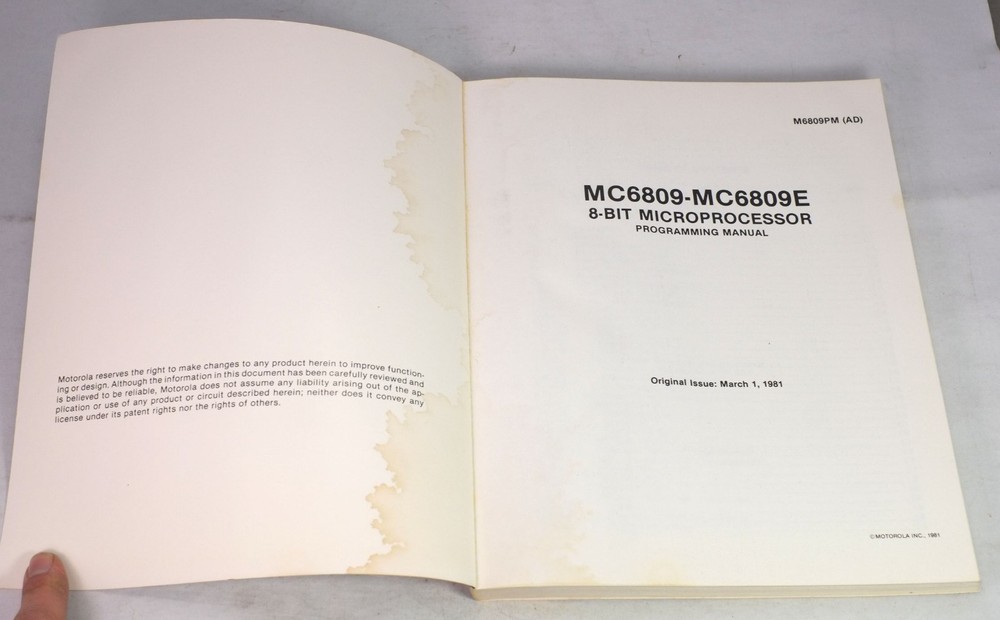 Motorola reserves the right to make changes to any product herein to improve function-
ing or design. Although the information in this document has been carefully reviewed and
is believed to be reliable, Motorola does not assume any liability arising out of the ap-
plication or use of any product or circuit described herein; neither does it convey any
license under its patent rights nor the rights of others.
M6809PM (AD)
MC6809-MC6809E
8-BIT MICROPROCESSOR
PROGRAMMING MANUAL
Original Issue: March 1, 1981
©MOTOROLA INC., 1981